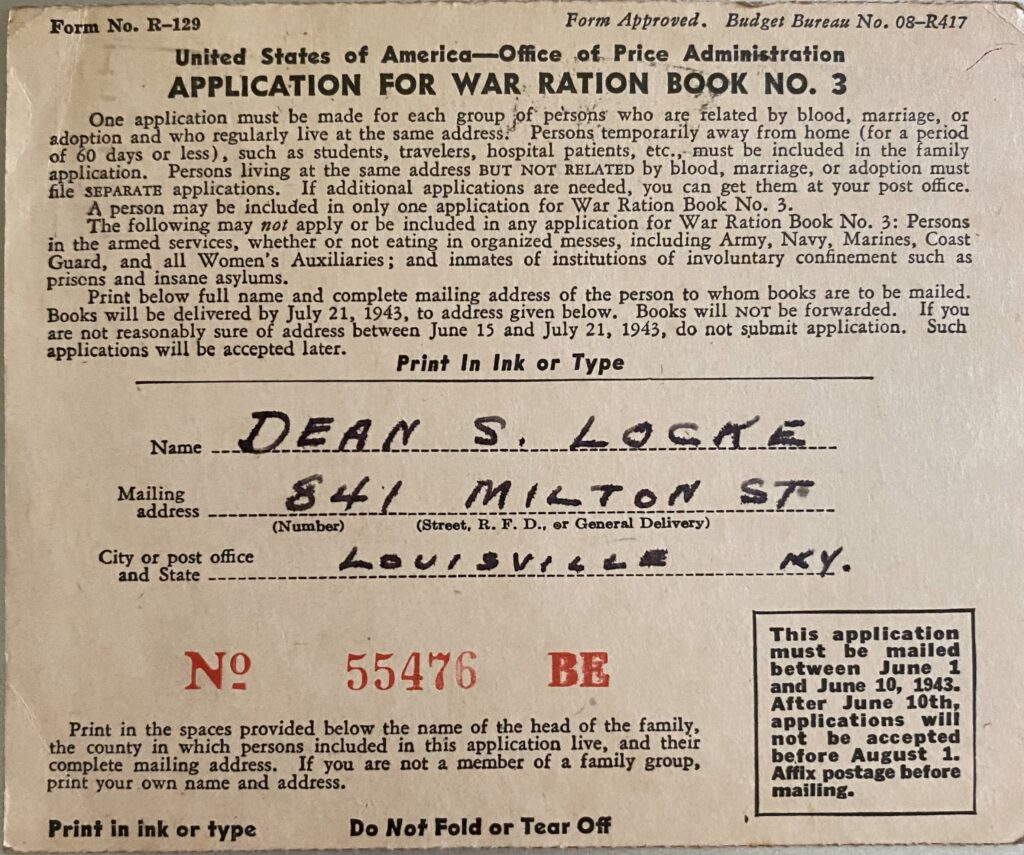 Form No. R–129
Form Approved. Budget Bureau No. 08–R417
United States of America—Office of Price Administration
APPLICATION FOR WAR RATION BOOK NO. 3
One application must be made for each group of persons who are related by blood, marriage, or
adoption and who regularly live at the same address. Persons temporarily away from home (for a period
of 60 days or less), such as students, travelers, hospital patients, etc., must be included in the family
application. Persons living at the same address BUT NOT RELATED by blood, marriage, or adoption must
file SEPARATE applications. If additional applications are needed, you can get them at your post office.
A person may be included in only one application for War Ration Book No. 3.
The following may not apply or be included in any application for War Ration Book No. 3: Persons
in the armed services, whether or not eating in organized messes, including Army, Navy, Marines, Coast
Guard, and all Women's Auxiliaries; and inmates of institutions of involuntary confinement such as
prisons and insane asylums.
Print below full name and complete mailing address of the person to whom books are to be mailed.
Books will be delivered by July 21, 1943, to address given below. Books will NOT be forwarded. If you
are not reasonably sure of address between June 15 and July 21, 1943, do not submit application. Such
applications will be accepted later.
Print In Ink or Type
Name DEAN S. LOCKE
Mailing
address 841 MILTON ST
(Number) (Street, R. F. D., or General Delivery)
City or post office
and State LOUISVILLE KY.
No 55476 BE
Print in the spaces provided below the name of the head of the family,
the county in which persons included in this application live, and their
complete mailing address. If you are not a member of a family group,
print your own name and address.
This application
must be mailed
between June 1
and June 10, 1943.
After June 10th,
applications will
not be accepted
before August 1.
Affix postage before
mailing.
Print in ink or type Do Not Fold or Tear Off